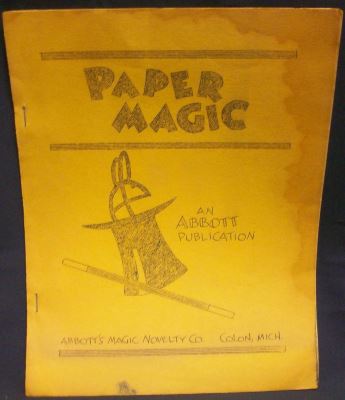 PAPER
MAGIC
AN
ABBOTT
PUBLICATION
ABBOTT'S MAGIC NOVELTY CO. COLON, MICH.